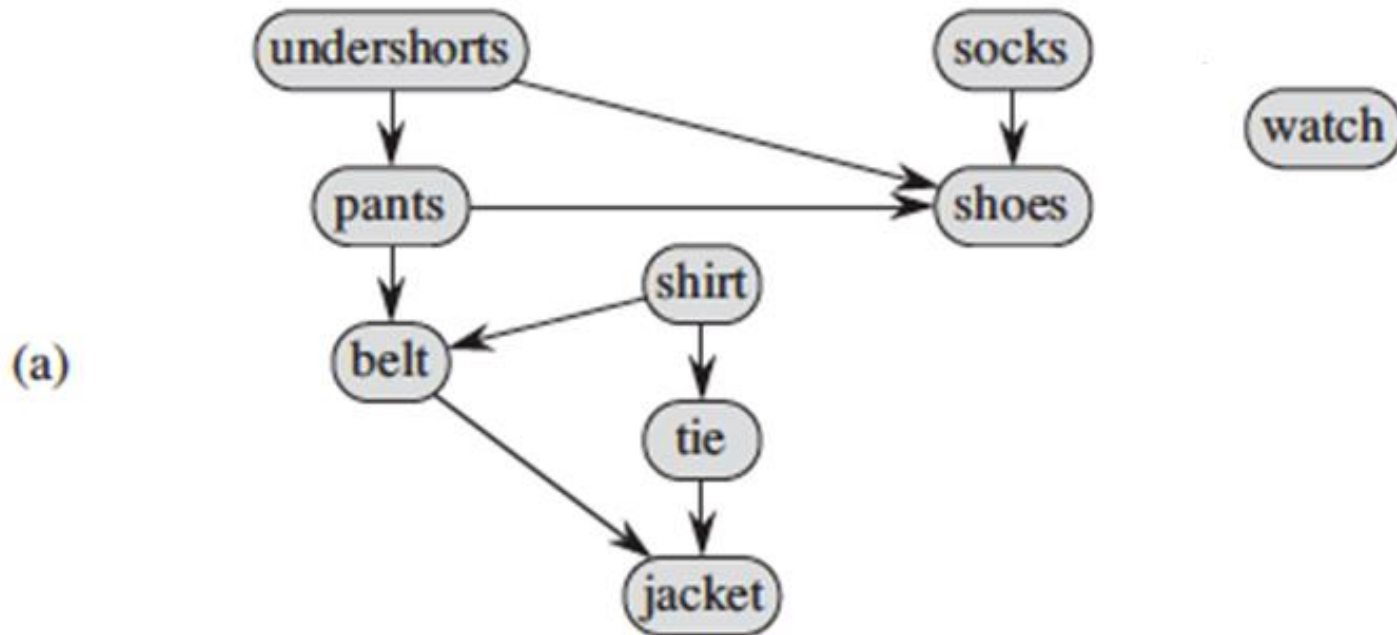 undershorts
socks
watch
pants
shoes
shirt
(a)
belt
tie
jacket